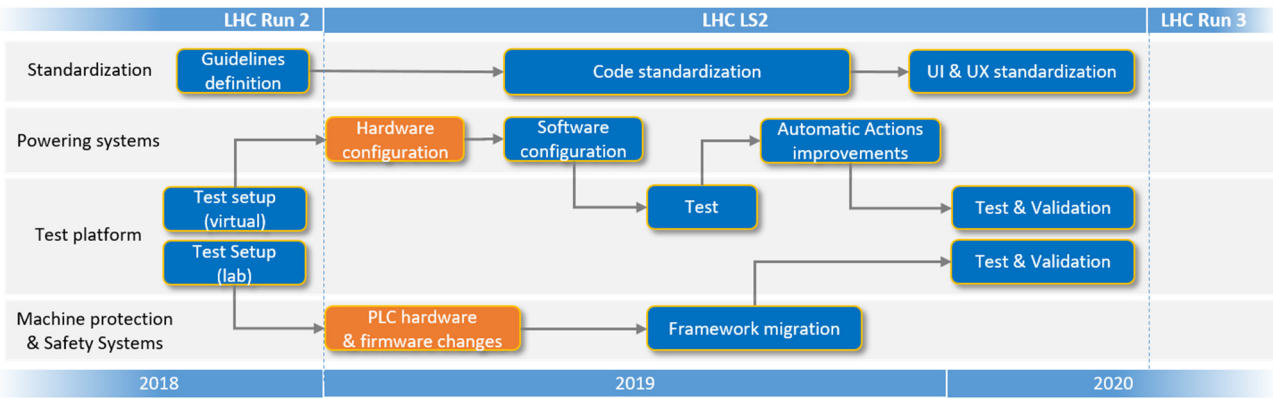 LHC Run 2
LHC LS2
LHC Run 3
Standardization
Guidelines
definition
Code standardization
UI & UX standardization
Powering systems
Hardware
configuration
Software
configuration
Automatic Actions
improvements
Test platform
Test setup
(virtual)
Test
Test & Validation
Test Setup
(lab)
Test & Validation
Machine protection
& Safety Systems
PLC hardware
& firmware changes
Framework migration
2018
2019
2020